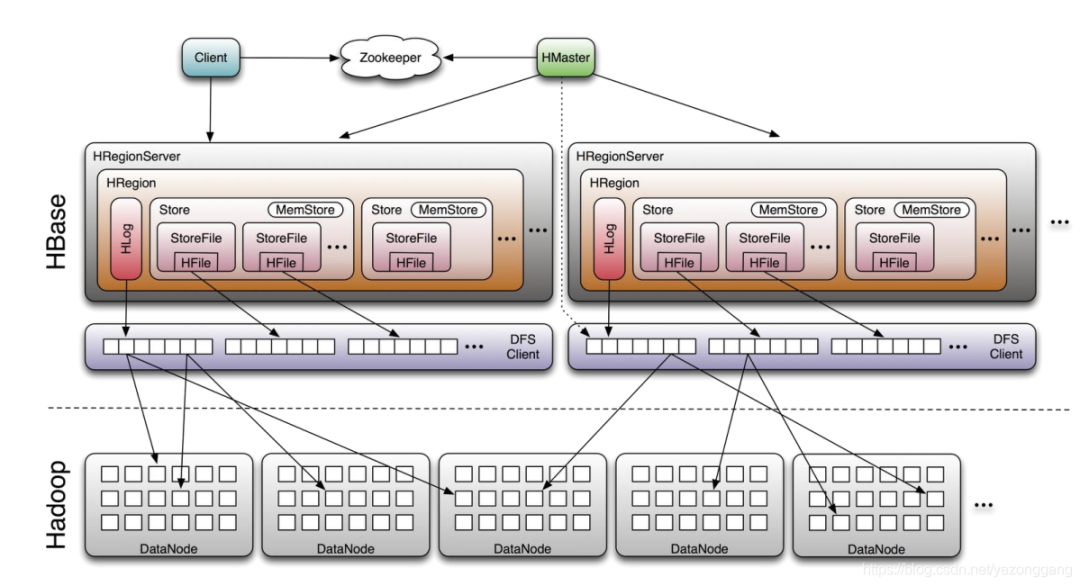 Client
Zookeeper
HMaster
HBase
HRegionServer
HRegion
HLog
Store
MemStore
StoreFile
HFile
StoreFile
HFile
...
Store
MemStore
StoreFile
HFile
...
...
HRegionServer
HRegion
HLog
Store
MemStore
StoreFile
HFile
StoreFile
HFile
...
Store
MemStore
StoreFile
HFile
...
...
...
...
DFS
Client
...
DFS
Client
Hadoop
DataNode
DataNode
DataNode
DataNode
DataNode
...
https://blog.csdn.net/yezonggang